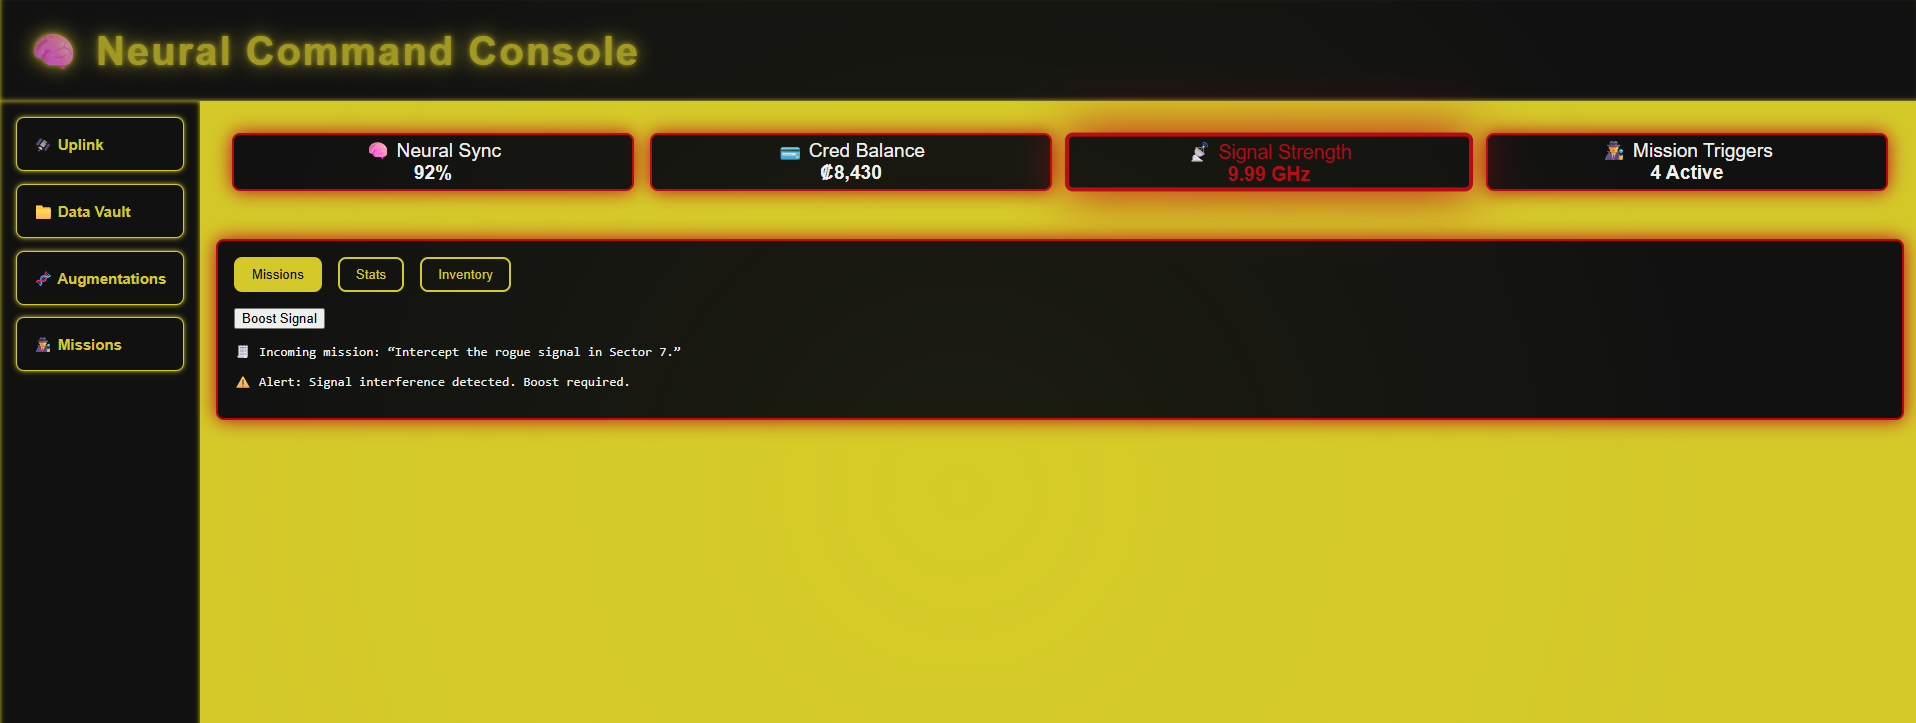 Neural Command Console
Uplink
Data Vault
Augmentations
Missions
Neural Sync
92%
Cred Balance
₡8,430
Signal Strength
9.99 GHz
Mission Triggers
4 Active
Missions
Stats
Inventory
Boost Signal
Incoming mission: “Intercept the rogue signal in Sector 7.”
Alert: Signal interference detected. Boost required.